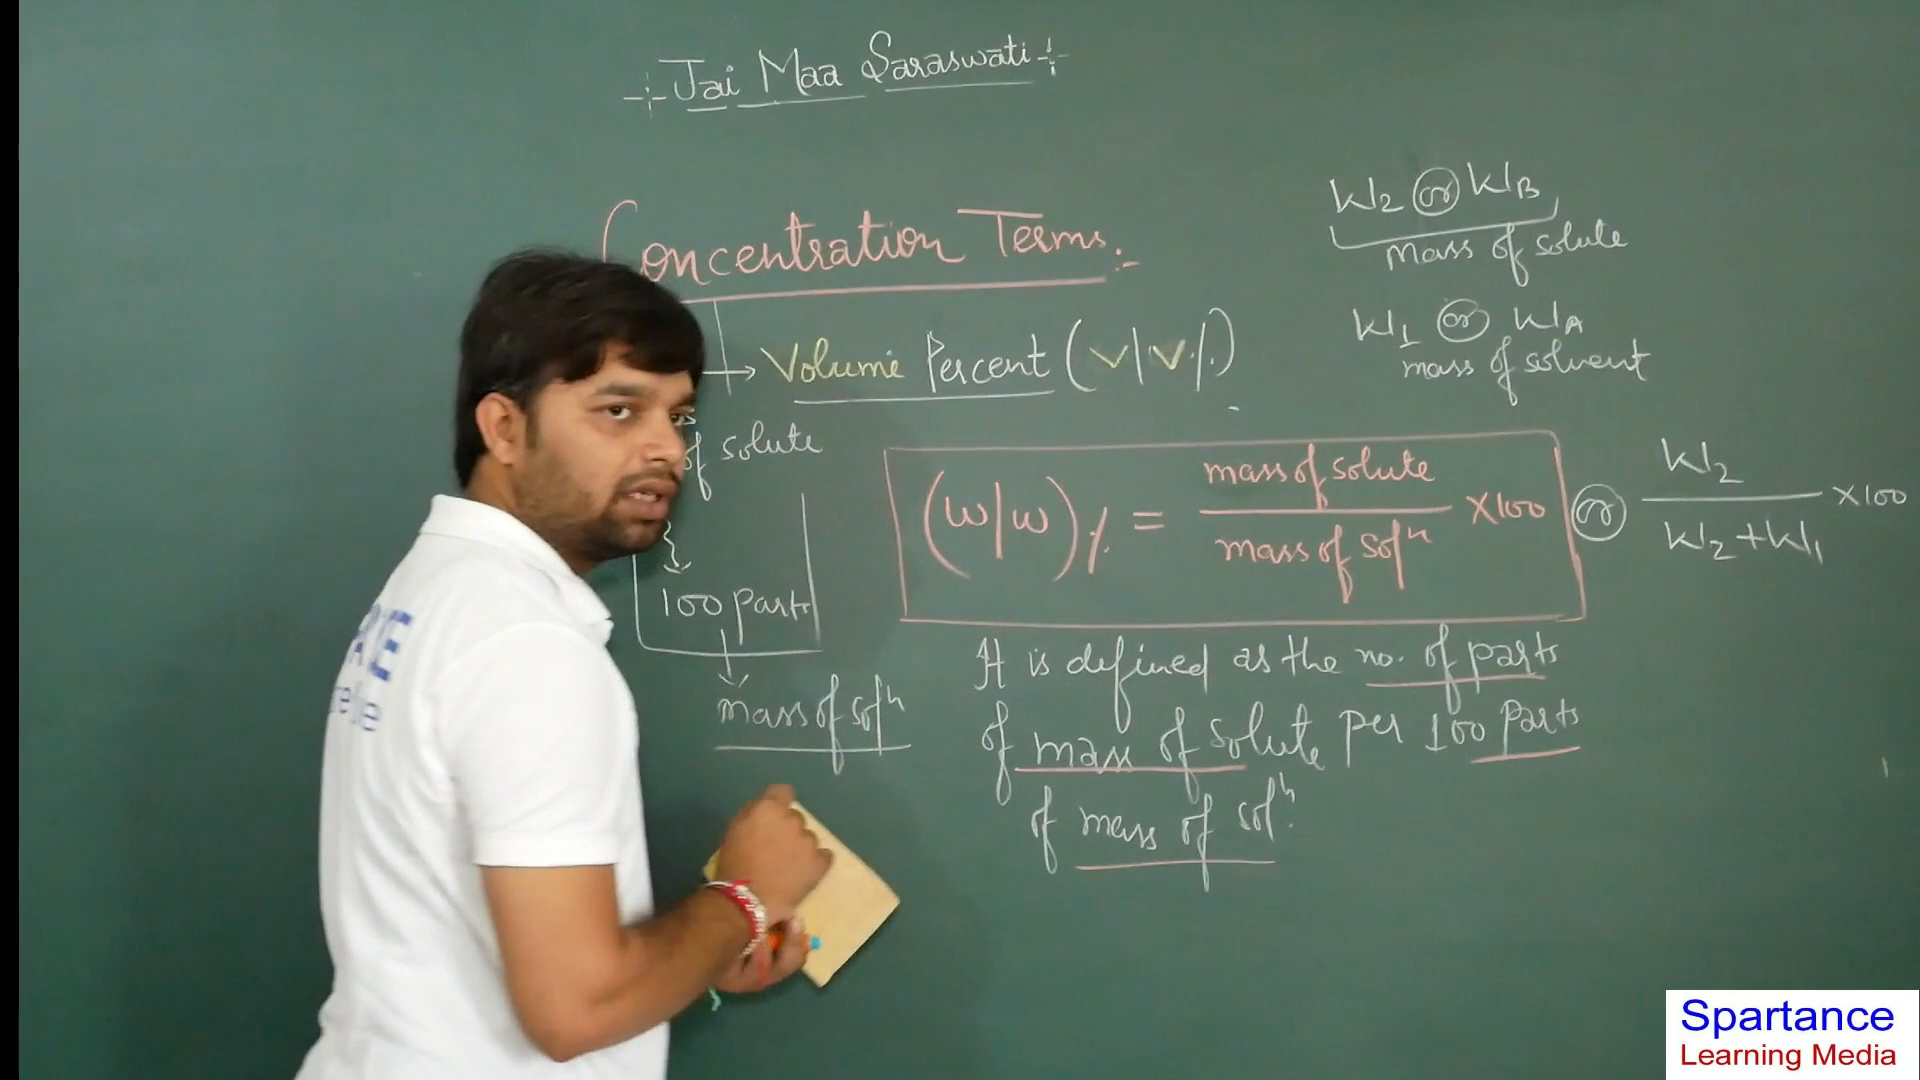 Jai Maa Saraswati
Concentration Terms :-
→ Volume Percent (v/v%)
of solute
100 parts
mass of solⁿ
W₂ or W_B
mass of solute
W₁ or W_A
mass of solvent
(w/w)% = mass of solute / mass of solⁿ ×100 or W₂ / W₂+W₁ ×100
It is defined as the no. of parts
of mass of solute per 100 parts
of mass of solⁿ.
Spartance
Learning Media